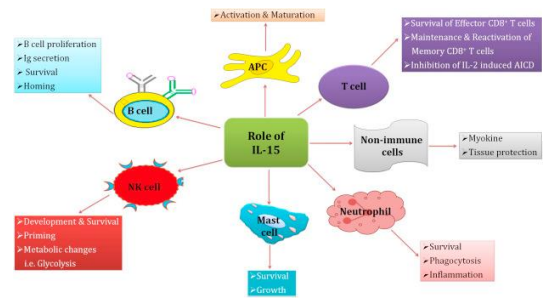 Activation & Maturation
APC
Survival of Effector CD8⁺ T cells
Maintenance & Reactivation of
Memory CD8⁺ T cells
Inhibition of IL-2 induced AICD
T cell
B cell proliferation
Ig secretion
Survival
Homing
B cell
Role of
IL-15
Non-immune
cells
Myokine
Tissue protection
NK cell
Development & Survival
Priming
Metabolic changes
i.e. Glycolysis
Mast
cell
Survival
Growth
Neutrophil
Survival
Phagocytosis
Inflammation